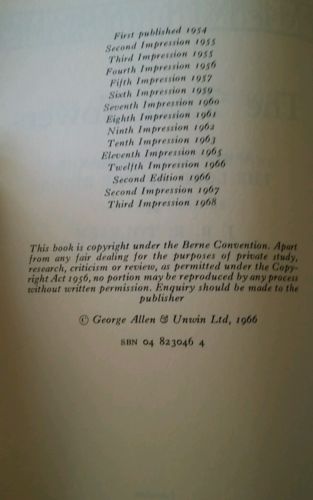 First published 1954
Second Impression 1955
Third Impression 1955
Fourth Impression 1956
Fifth Impression 1957
Sixth Impression 1959
Seventh Impression 1960
Eighth Impression 1961
Ninth Impression 1962
Tenth Impression 1963
Eleventh Impression 1965
Twelfth Impression 1966
Second Edition 1966
Second Impression 1967
Third Impression 1968
This book is copyright under the Berne Convention. Apart
from any fair dealing for the purposes of private study,
research, criticism or review, as permitted under the Copy-
right Act 1956, no portion may be reproduced by any process
without written permission. Enquiry should be made to the
publisher
© George Allen & Unwin Ltd, 1966
SBN 04 823046 4